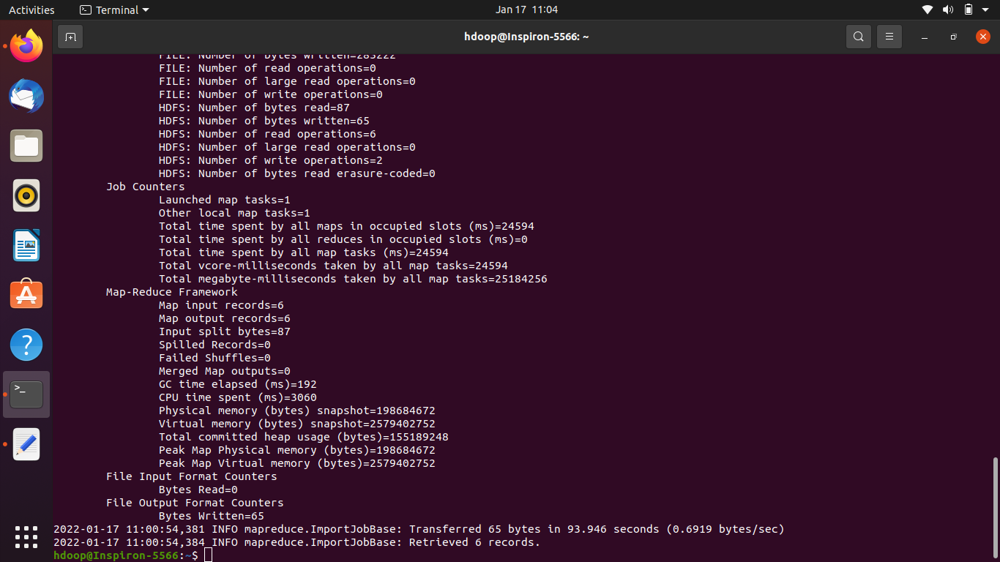 Activities
Terminal
Jan 17 11:04
hdoop@Inspiron-5566: ~
FILE: Number of bytes written=283222
FILE: Number of read operations=0
FILE: Number of large read operations=0
FILE: Number of write operations=0
HDFS: Number of bytes read=87
HDFS: Number of bytes written=65
HDFS: Number of read operations=6
HDFS: Number of large read operations=0
HDFS: Number of write operations=2
HDFS: Number of bytes read erasure-coded=0
Job Counters
Launched map tasks=1
Other local map tasks=1
Total time spent by all maps in occupied slots (ms)=24594
Total time spent by all reduces in occupied slots (ms)=0
Total time spent by all map tasks (ms)=24594
Total vcore-milliseconds taken by all map tasks=24594
Total megabyte-milliseconds taken by all map tasks=25184256
Map-Reduce Framework
Map input records=6
Map output records=6
Input split bytes=87
Spilled Records=0
Failed Shuffles=0
Merged Map outputs=0
GC time elapsed (ms)=192
CPU time spent (ms)=3060
Physical memory (bytes) snapshot=198684672
Virtual memory (bytes) snapshot=2579402752
Total committed heap usage (bytes)=155189248
Peak Map Physical memory (bytes)=198684672
Peak Map Virtual memory (bytes)=2579402752
File Input Format Counters
Bytes Read=0
File Output Format Counters
Bytes Written=65
2022-01-17 11:00:54,381 INFO mapreduce.ImportJobBase: Transferred 65 bytes in 93.946 seconds (0.6919 bytes/sec)
2022-01-17 11:00:54,384 INFO mapreduce.ImportJobBase: Retrieved 6 records.
hdoop@Inspiron-5566:~$